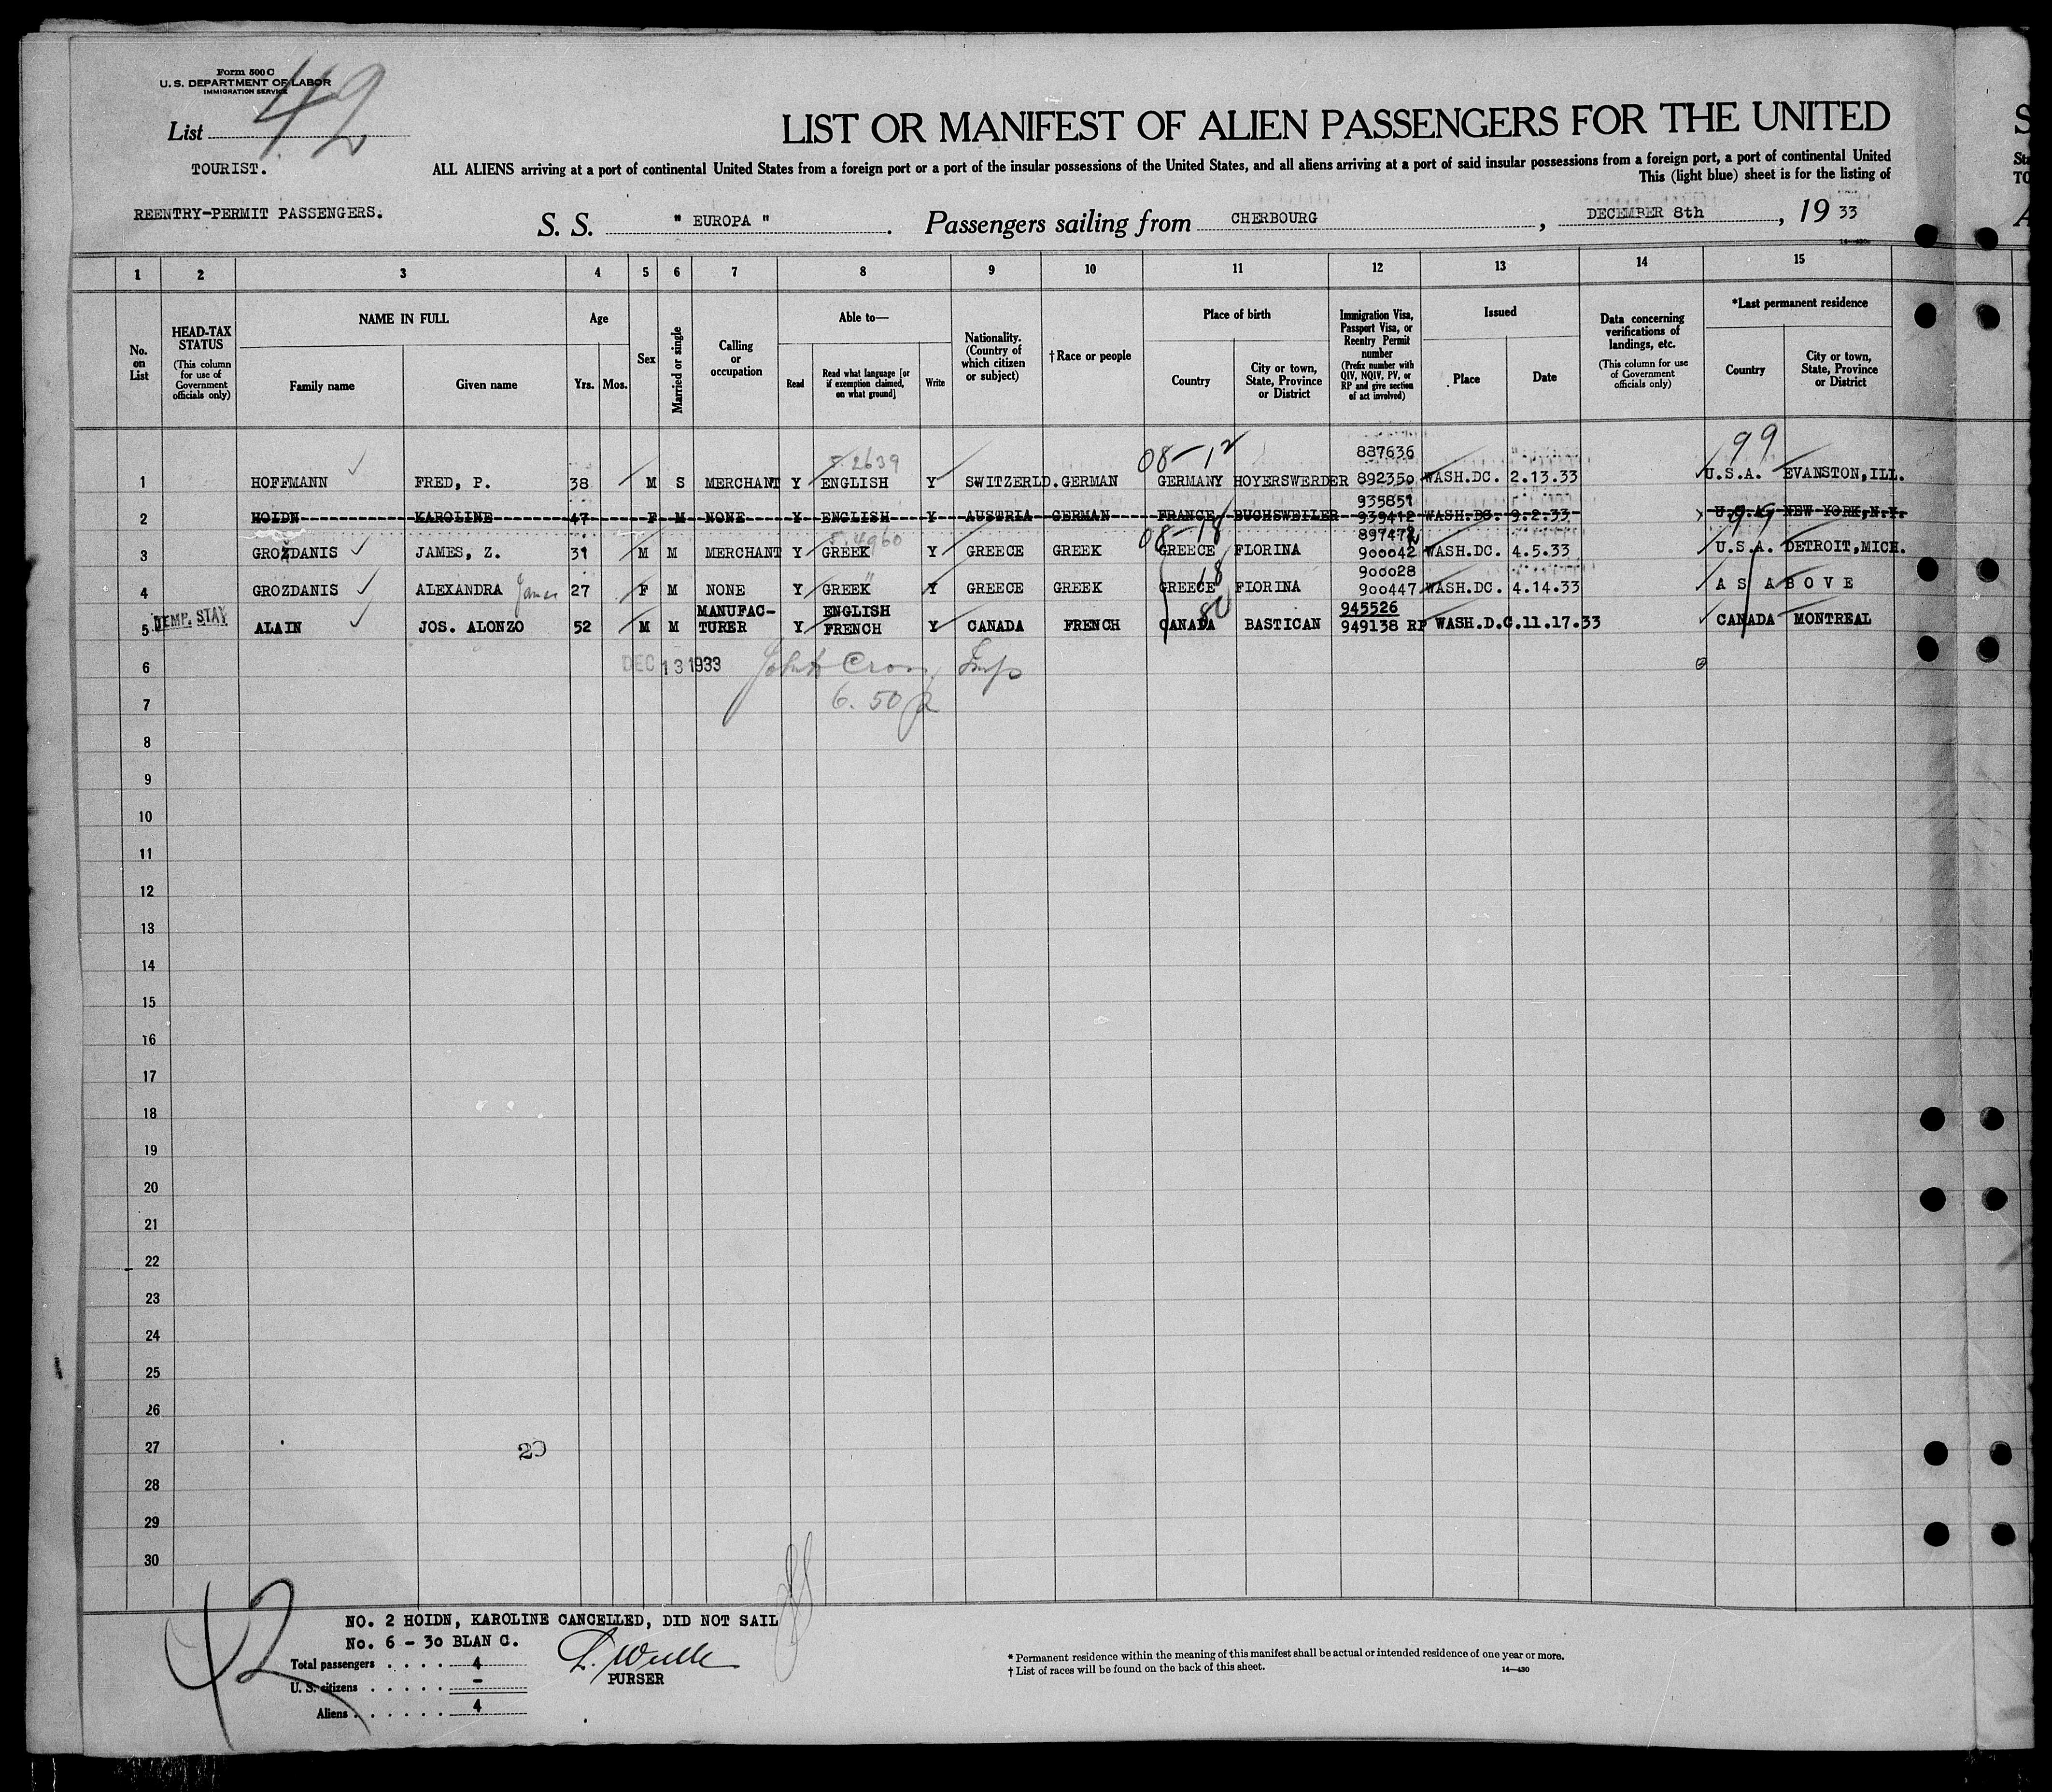 Form 500 C
U. S. DEPARTMENT OF LABOR
IMMIGRATION SERVICE
List 42
TOURIST.
REENTRY-PERMIT PASSENGERS.
LIST OR MANIFEST OF ALIEN PASSENGERS FOR THE UNITED
ALL ALIENS arriving at a port of continental United States from a foreign port or a port of the insular possessions of the United States, and all aliens arriving at a port of said insular possessions from a foreign port, a port of continental United
This (light blue) sheet is for the listing of
S. S. " EUROPA ". Passengers sailing from CHERBOURG, DECEMBER 8th, 19 33
1 2 3 4 5 6 7 8 9 10 11 12 13 14 15
No. on List
HEAD-TAX STATUS (This column for use of Government officials only)
NAME IN FULL
Family name Given name
Age
Yrs. Mos.
Sex
Married or single
Calling or occupation
Able to—
Read
Read what language [or if exemption claimed, on what ground]
Write
Nationality. (Country of which citizen or subject)
† Race or people
Place of birth
Country City or town, State, Province or District
Immigration Visa, Passport Visa, or Reentry Permit number (Prefix number with QIV, NQIV, PV, or RP and give section of act involved)
Issued
Place Date
Data concerning verifications of landings, etc. (This column for use of Government officials only)
*Last permanent residence
Country City or town, State, Province or District
2639 08-12 887636 99
1 HOFFMANN FRED, P. 38 M S MERCHANT Y ENGLISH Y SWITZERLD. GERMAN GERMANY HOYERSWERDER 892350 WASH.DC. 2.13.33 U.S.A. EVANSTON, ILL.
935851
2 HOIDN KAROLINE 47 F M NONE Y ENGLISH Y AUSTRIA GERMAN FRANCE BUCHSWEILER 939412 WASH.DC. 9.2.33 U.S.A. NEW YORK, N.Y.
4960 08-18 897472 99
3 GROZDANIS JAMES, Z. 31 M M MERCHANT Y GREEK Y GREECE GREEK GREECE FLORINA 900042 WASH.DC. 4.5.33 U.S.A. DETROIT, MICH.
18 900028
4 GROZDANIS ALEXANDRA 27 F M NONE Y GREEK Y GREECE GREEK GREECE FLORINA 900447 WASH.DC. 4.14.33 AS ABOVE
TEMP. STAY MANUFAC- ENGLISH 945526
5 ALAIN JOS. ALONZO 52 M M TURER Y FRENCH Y CANADA FRENCH CANADA BASTICAN 949138 RP WASH.D.C. 11.17.33 CANADA MONTREAL
6 DEC 13 1933
7 6.50
8
9
10
11
12
13
14
15
16
17
18
19
20
21
22
23
24
25
26
27 20
28
29
30
42
NO. 2 HOIDN, KAROLINE CANCELLED, DID NOT SAIL
No. 6 - 30 BLAN C.
Total passengers . . . . 4
PURSER
U. S. citizens . . . . . -
Aliens . . . . . . 4
* Permanent residence within the meaning of this manifest shall be actual or intended residence of one year or more.
† List of races will be found on the back of this sheet.
14—430